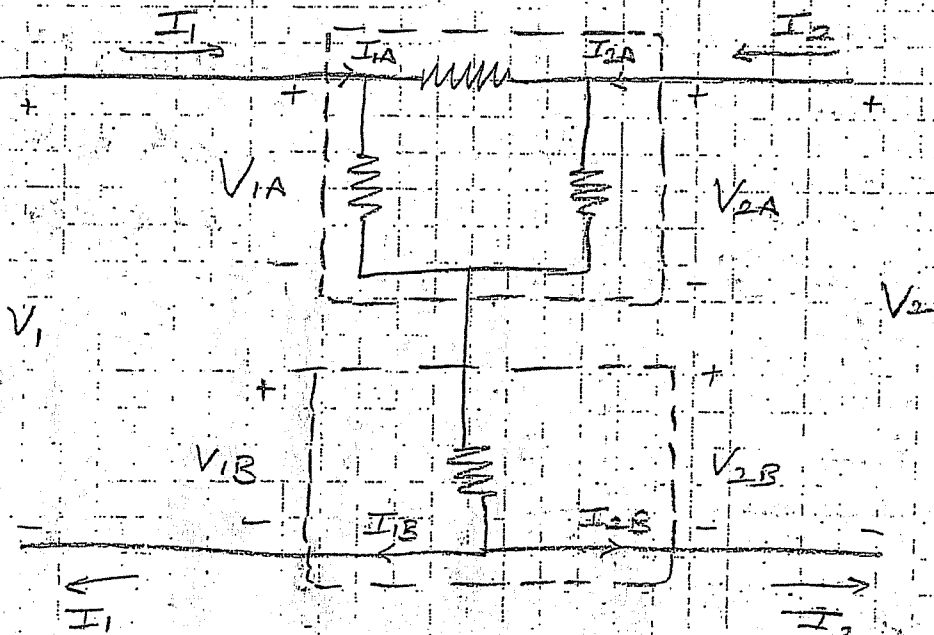 I1 I2
I1A I2A
+ + + +
V1A V2A
- -
V1 V2
+ +
V1B V2B
- - I1B I2B - -
I1 I2